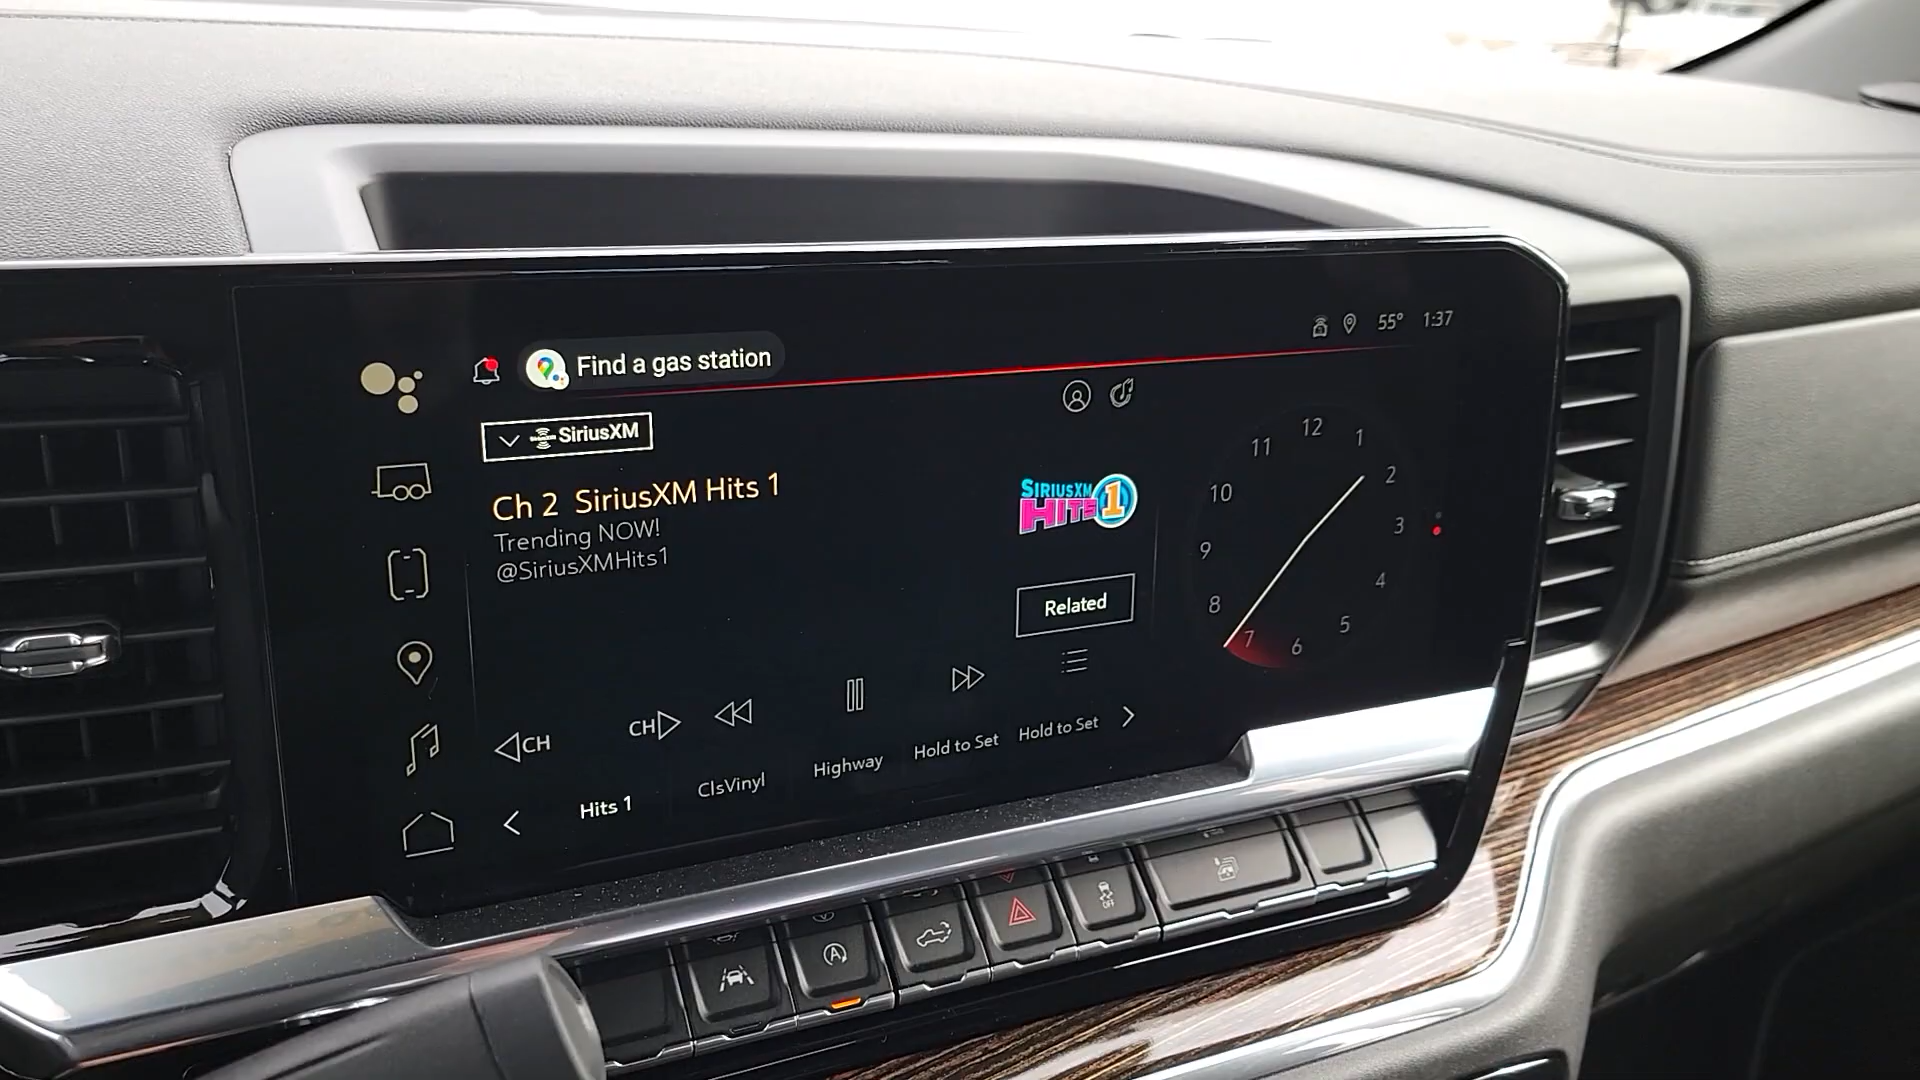 Find a gas station
55° 1:37
SiriusXM
Ch 2 SiriusXM Hits 1
Trending NOW!
@SiriusXMHits1
SIRIUSXM
HITS 1
Related
12
1
2
3
4
5
6
7
8
9
10
11
CH
CH
Hits 1
ClsVinyl
Highway
Hold to Set
Hold to Set
A
OFF